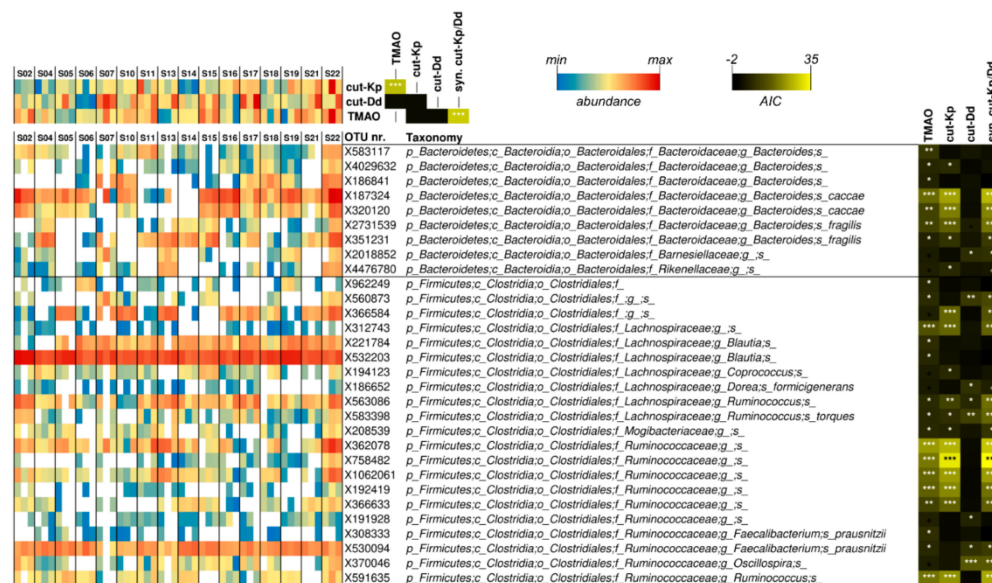 TMAO
cut-Kp
cut-Dd
syn. cut-Kp/Dd
S02 S04 S05 S06 S07 S10 S11 S13 S14 S15 S16 S17 S18 S19 S21 S22
cut-Kp ***
cut-Dd
TMAO ***
min max
abundance
-2 35
AIC
TMAO
cut-Kp
cut-Dd
syn. cut-Kp/Dd
S02 S04 S05 S06 S07 S10 S11 S13 S14 S15 S16 S17 S18 S19 S21 S22 OTU nr. Taxonomy
X583117 p_Bacteroidetes;c_Bacteroidia;o_Bacteroidales;f_Bacteroidaceae;g_Bacteroides;s_ **
X4029632 p_Bacteroidetes;c_Bacteroidia;o_Bacteroidales;f_Bacteroidaceae;g_Bacteroides;s_ * *
X186841 p_Bacteroidetes;c_Bacteroidia;o_Bacteroidales;f_Bacteroidaceae;g_Bacteroides;s_ *
X187324 p_Bacteroidetes;c_Bacteroidia;o_Bacteroidales;f_Bacteroidaceae;g_Bacteroides;s_caccae *** ***
X320120 p_Bacteroidetes;c_Bacteroidia;o_Bacteroidales;f_Bacteroidaceae;g_Bacteroides;s_caccae ** ***
X2731539 p_Bacteroidetes;c_Bacteroidia;o_Bacteroidales;f_Bacteroidaceae;g_Bacteroides;s_fragilis ** ***
X351231 p_Bacteroidetes;c_Bacteroidia;o_Bacteroidales;f_Bacteroidaceae;g_Bacteroides;s_fragilis * *
X2018852 p_Bacteroidetes;c_Bacteroidia;o_Bacteroidales;f_Barnesiellaceae;g_;s_ *
X4476780 p_Bacteroidetes;c_Bacteroidia;o_Bacteroidales;f_Rikenellaceae;g_;s_ *
X962249 p_Firmicutes;c_Clostridia;o_Clostridiales;f_ *
X560873 p_Firmicutes;c_Clostridia;o_Clostridiales;f_;g_;s_ * **
X366584 p_Firmicutes;c_Clostridia;o_Clostridiales;f_;g_;s_ ***
X312743 p_Firmicutes;c_Clostridia;o_Clostridiales;f_Lachnospiraceae;g_;s_ *** ***
X221784 p_Firmicutes;c_Clostridia;o_Clostridiales;f_Lachnospiraceae;g_Blautia;s_ *
X532203 p_Firmicutes;c_Clostridia;o_Clostridiales;f_Lachnospiraceae;g_Blautia;s_ *
X194123 p_Firmicutes;c_Clostridia;o_Clostridiales;f_Lachnospiraceae;g_Coprococcus;s_ *
X186652 p_Firmicutes;c_Clostridia;o_Clostridiales;f_Lachnospiraceae;g_Dorea;s_formicigenerans *
X563086 p_Firmicutes;c_Clostridia;o_Clostridiales;f_Lachnospiraceae;g_Ruminococcus;s_ * ** *
X583398 p_Firmicutes;c_Clostridia;o_Clostridiales;f_Lachnospiraceae;g_Ruminococcus;s_torques * * **
X208539 p_Firmicutes;c_Clostridia;o_Clostridiales;f_Mogibacteriaceae;g_;s_ * *
X362078 p_Firmicutes;c_Clostridia;o_Clostridiales;f_Ruminococcaceae;g_;s_ *** ***
X758482 p_Firmicutes;c_Clostridia;o_Clostridiales;f_Ruminococcaceae;g_;s_ *** ***
X1062061 p_Firmicutes;c_Clostridia;o_Clostridiales;f_Ruminococcaceae;g_;s_ *** ***
X192419 p_Firmicutes;c_Clostridia;o_Clostridiales;f_Ruminococcaceae;g_;s_ *** ***
X366633 p_Firmicutes;c_Clostridia;o_Clostridiales;f_Ruminococcaceae;g_;s_ ** ***
X191928 p_Firmicutes;c_Clostridia;o_Clostridiales;f_Ruminococcaceae;g_;s_ *
X308333 p_Firmicutes;c_Clostridia;o_Clostridiales;f_Ruminococcaceae;g_Faecalibacterium;s_prausnitzii
X530094 p_Firmicutes;c_Clostridia;o_Clostridiales;f_Ruminococcaceae;g_Faecalibacterium;s_prausnitzii * *
X370046 p_Firmicutes;c_Clostridia;o_Clostridiales;f_Ruminococcaceae;g_Oscillospira;s_ ***
X591635 p_Firmicutes;c_Clostridia;o_Clostridiales;f_Ruminococcaceae;g_Ruminococcus;s_ *** ***